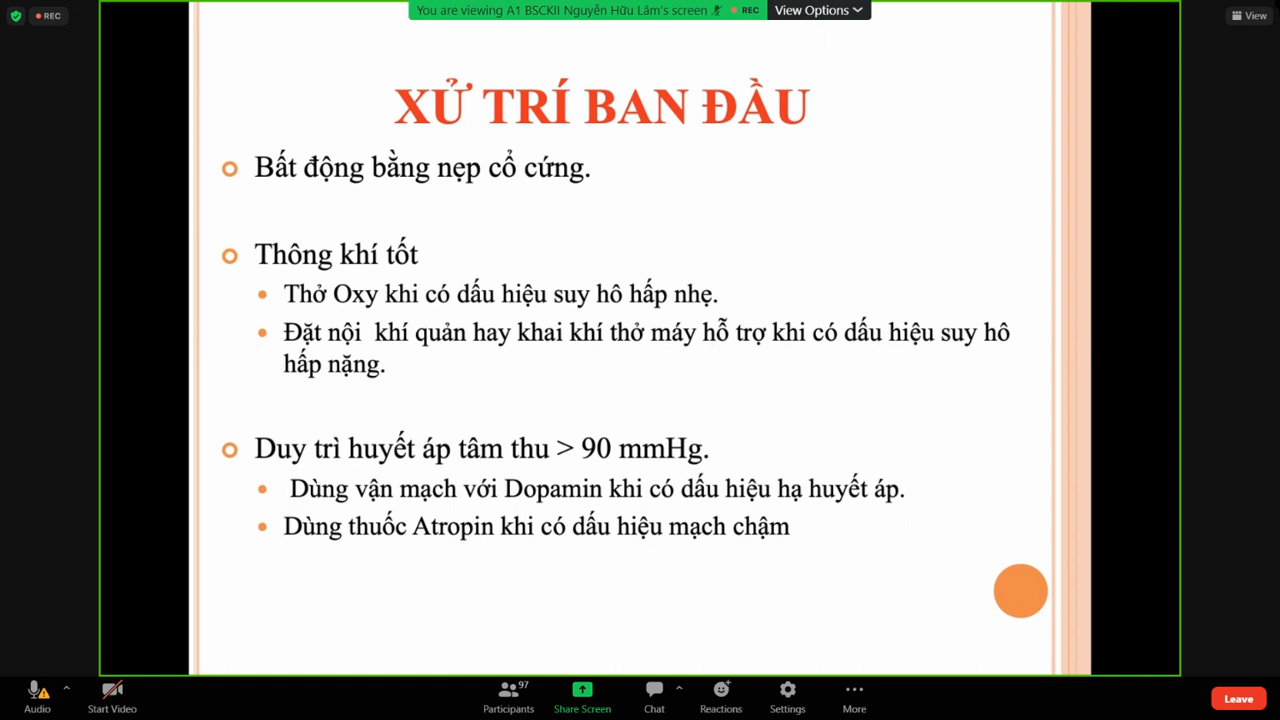 You are viewing A1 BSCKII Nguyễn Hữu Lâm's screen REC View Options
REC
View
XỬ TRÍ BAN ĐẦU
Bất động bằng nẹp cổ cứng.
Thông khí tốt
Thở Oxy khi có dấu hiệu suy hô hấp nhẹ.
Đặt nội khí quản hay khai khí thở máy hỗ trợ khi có dấu hiệu suy hô
hấp nặng.
Duy trì huyết áp tâm thu > 90 mmHg.
Dùng vận mạch với Dopamin khi có dấu hiệu hạ huyết áp.
Dùng thuốc Atropin khi có dấu hiệu mạch chậm
97
Audio Start Video Participants Share Screen Chat Reactions Settings More Leave